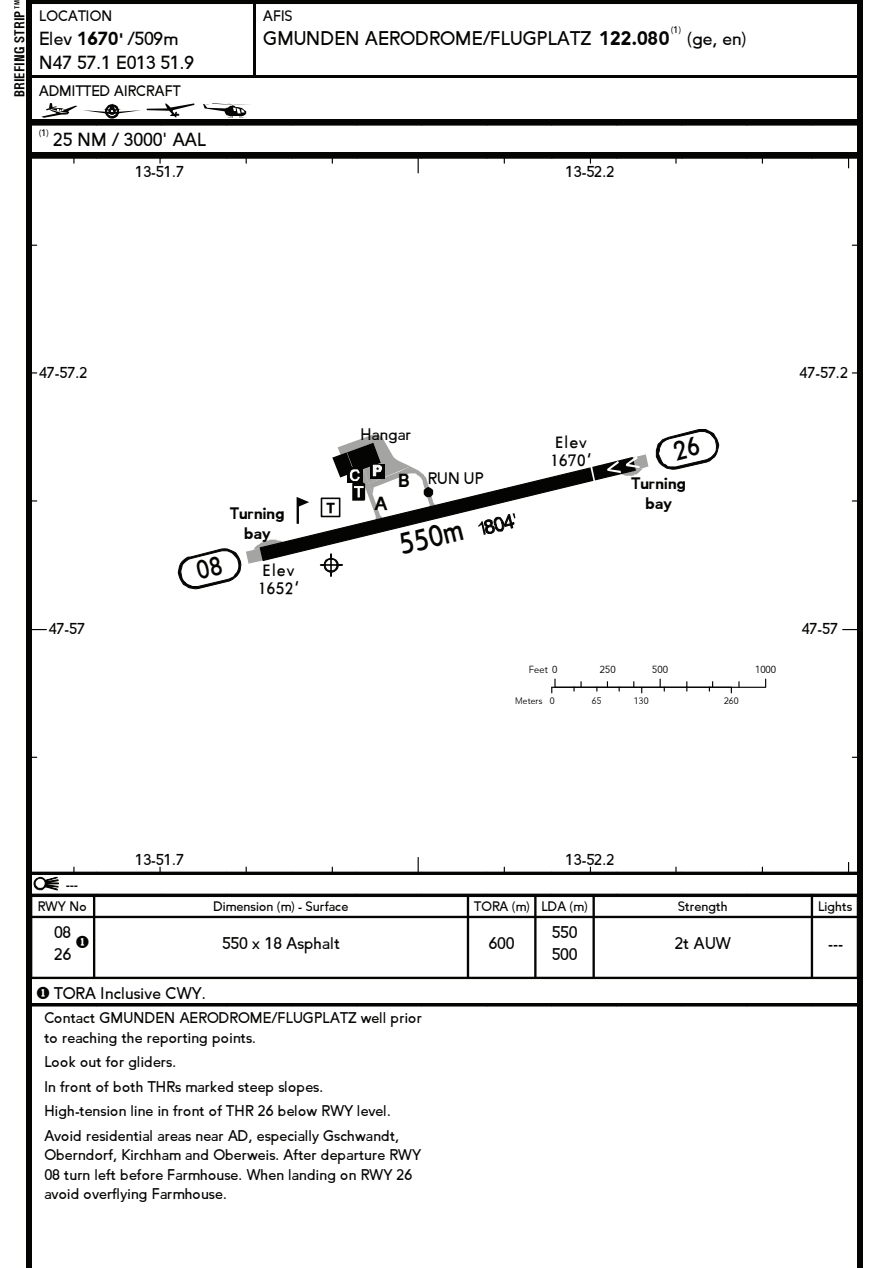 BRIEFING STRIP™
LOCATION
Elev 1670' /509m
N47 57.1 E013 51.9
AFIS
GMUNDEN AERODROME/FLUGPLATZ 122.080(1) (ge, en)
ADMITTED AIRCRAFT
(1) 25 NM / 3000' AAL
13-51.7 13-52.2
47-57.2 47-57.2
Hangar
C P
T
B
RUN UP
A
T
Elev
1670'
26
Turning
bay
Turning
bay
08
Elev
1652'
550m 1804'
47-57 47-57
Feet 0 250 500 1000
Meters 0 65 130 260
13-51.7 13-52.2
---
RWY No Dimension (m) - Surface TORA (m) LDA (m) Strength Lights
08 550
❶ 550 x 18 Asphalt 600 2t AUW ---
26 500
❶ TORA Inclusive CWY.
Contact GMUNDEN AERODROME/FLUGPLATZ well prior
to reaching the reporting points.
Look out for gliders.
In front of both THRs marked steep slopes.
High-tension line in front of THR 26 below RWY level.
Avoid residential areas near AD, especially Gschwandt,
Oberndorf, Kirchham and Oberweis. After departure RWY
08 turn left before Farmhouse. When landing on RWY 26
avoid overflying Farmhouse.